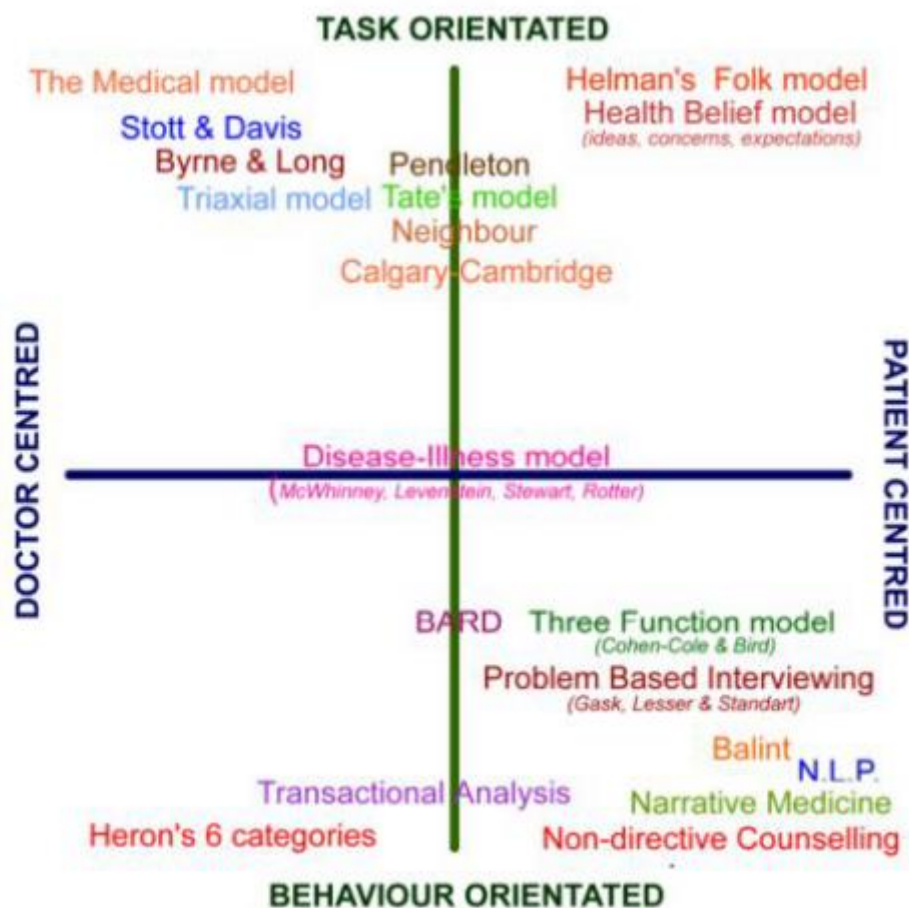 TASK ORIENTATED
The Medical model
Helman's Folk model
Stott & Davis
Health Belief model
(ideas, concerns, expectations)
Byrne & Long
Pendleton
Triaxial model
Tate's model
Neighbour
Calgary-Cambridge
DOCTOR CENTRED
PATIENT CENTRED
Disease-Illness model
(McWhinney, Levenstein, Stewart, Rotter)
BARD
Three Function model
(Cohen-Cole & Bird)
Problem Based Interviewing
(Gask, Lesser & Standart)
Balint
N.L.P.
Transactional Analysis
Narrative Medicine
Heron's 6 categories
Non-directive Counselling
BEHAVIOUR ORIENTATED